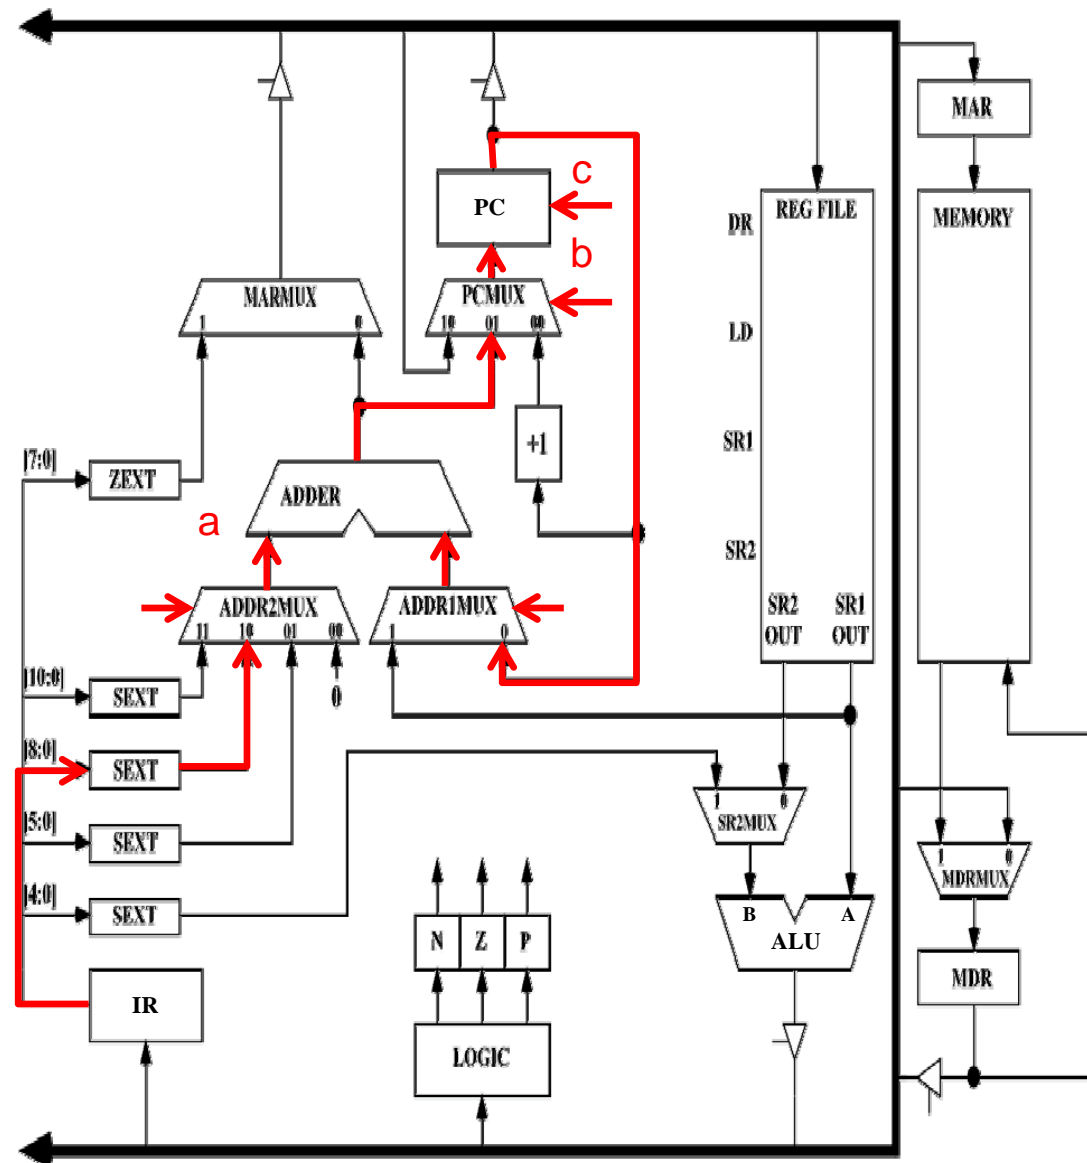 MAR
c
PC
REG FILE
MEMORY
DR
b
MARMUX
PCMUX
1
0
10
01
00
LD
+1
SR1
[7:0]
ZEXT
ADDER
a
SR2
ADDR2MUX
ADDR1MUX
SR2
OUT
SR1
OUT
11
10
01
00
1
0
[10:0]
SEXT
0
[8:0]
SEXT
1
0
SR2MUX
[5:0]
SEXT
1
0
MDRMUX
[4:0]
SEXT
B
A
ALU
N
Z
P
MDR
IR
LOGIC